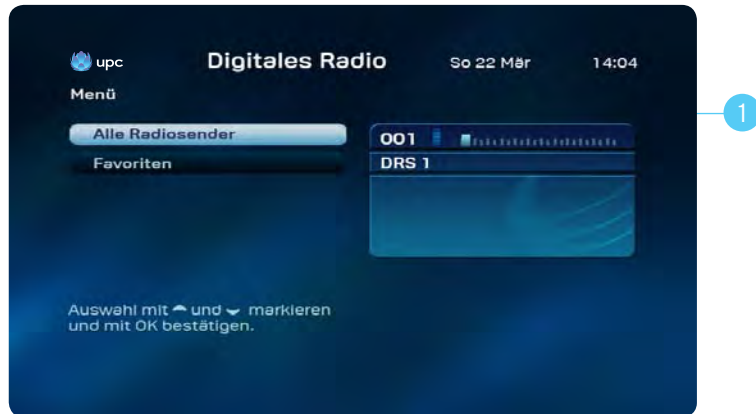 upc Digitales Radio So 22 Mär 14:04
Menü
Alle Radiosender
Favoriten
001
DRS 1
Auswahl mit und markieren
und mit OK bestätigen.
1